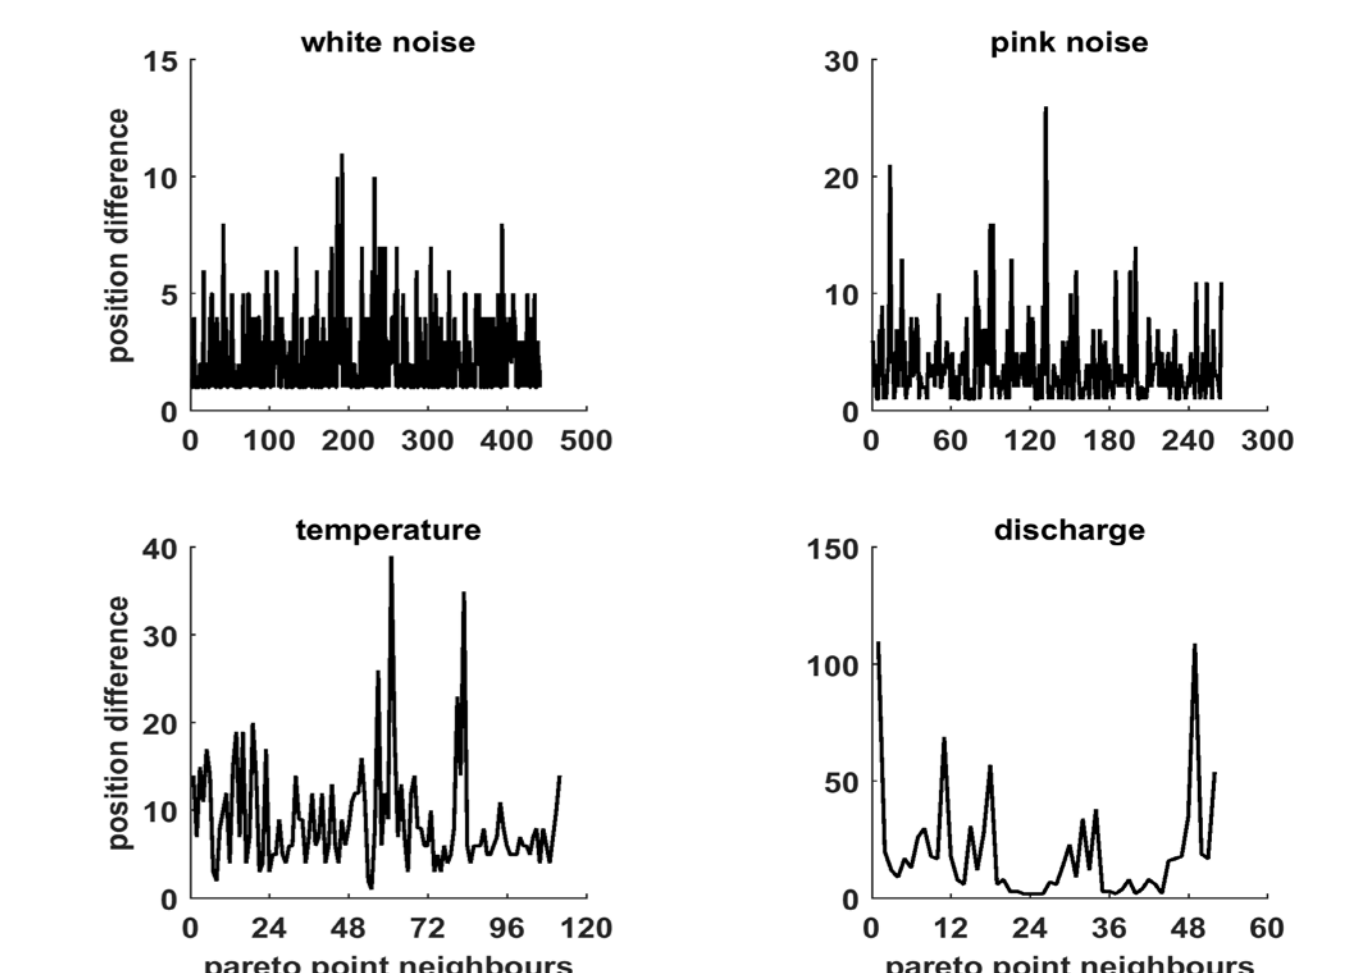 white noise
position difference
15
10
5
0
0 100 200 300 400 500
pink noise
30
20
10
0
0 60 120 180 240 300
temperature
position difference
40
30
20
10
0
0 24 48 72 96 120
pareto point neighbours
discharge
150
100
50
0
0 12 24 36 48 60
pareto point neighbours